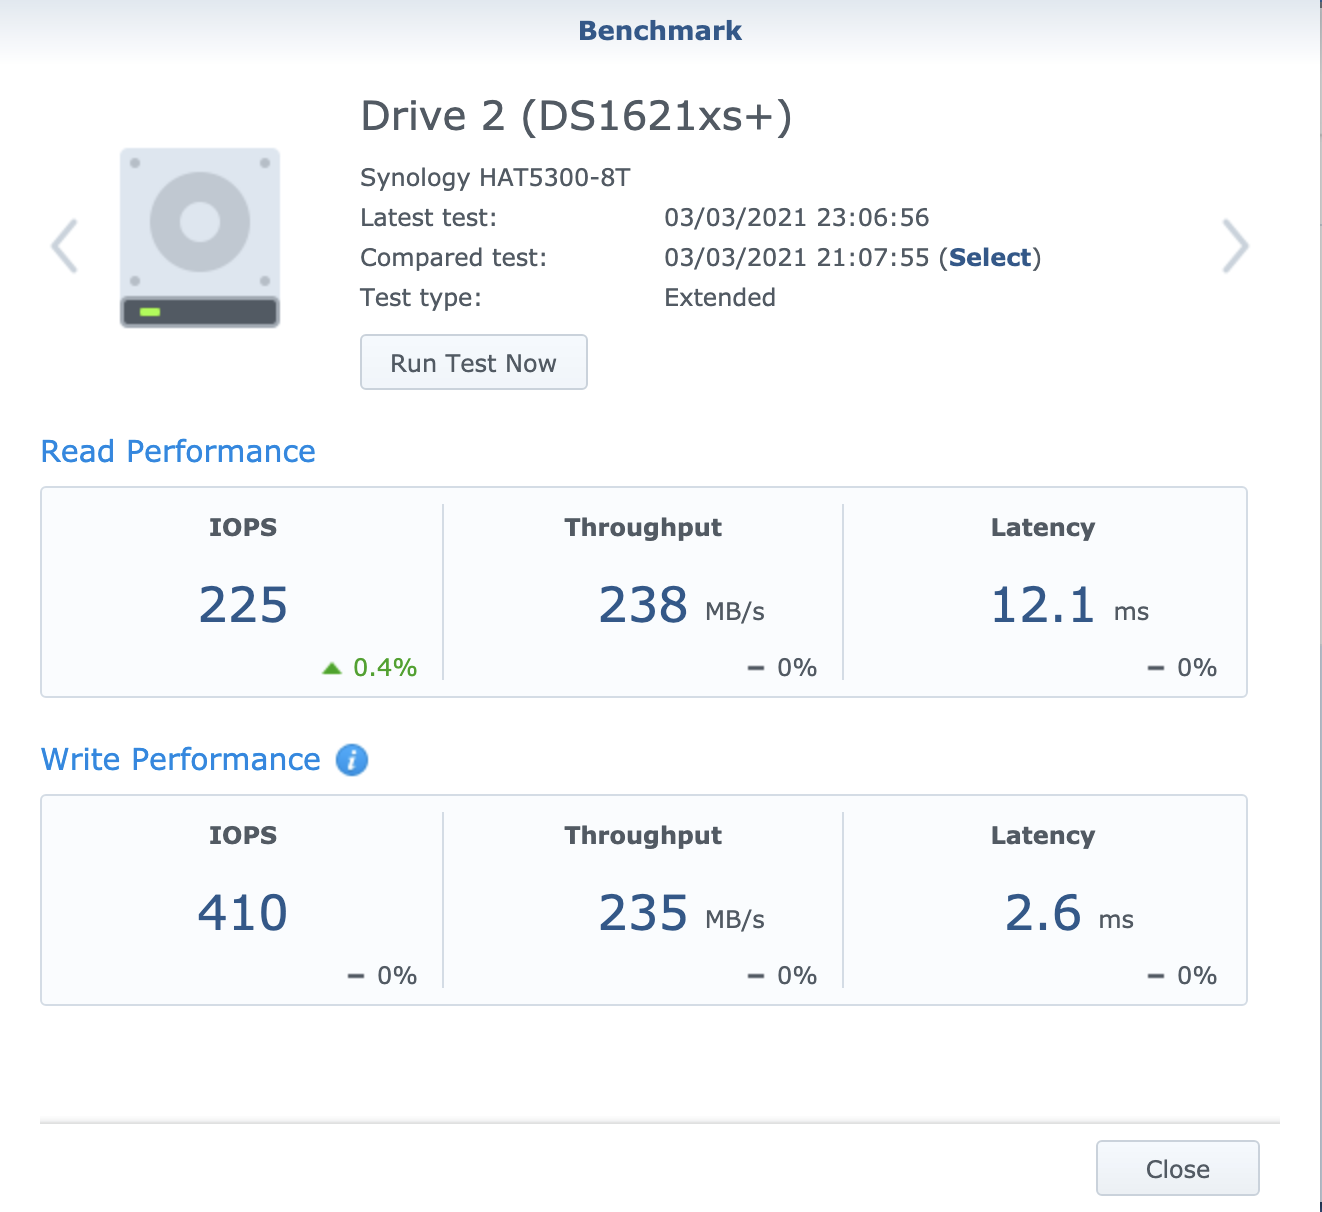 Benchmark
Drive 2 (DS1621xs+)
Synology HAT5300-8T
Latest test: 03/03/2021 23:06:56
Compared test: 03/03/2021 21:07:55 (Select)
Test type: Extended
Run Test Now
Read Performance
IOPS Throughput Latency
225 238 MB/s 12.1 ms
0.4% 0% 0%
Write Performance i
IOPS Throughput Latency
410 235 MB/s 2.6 ms
0% 0% 0%
Close